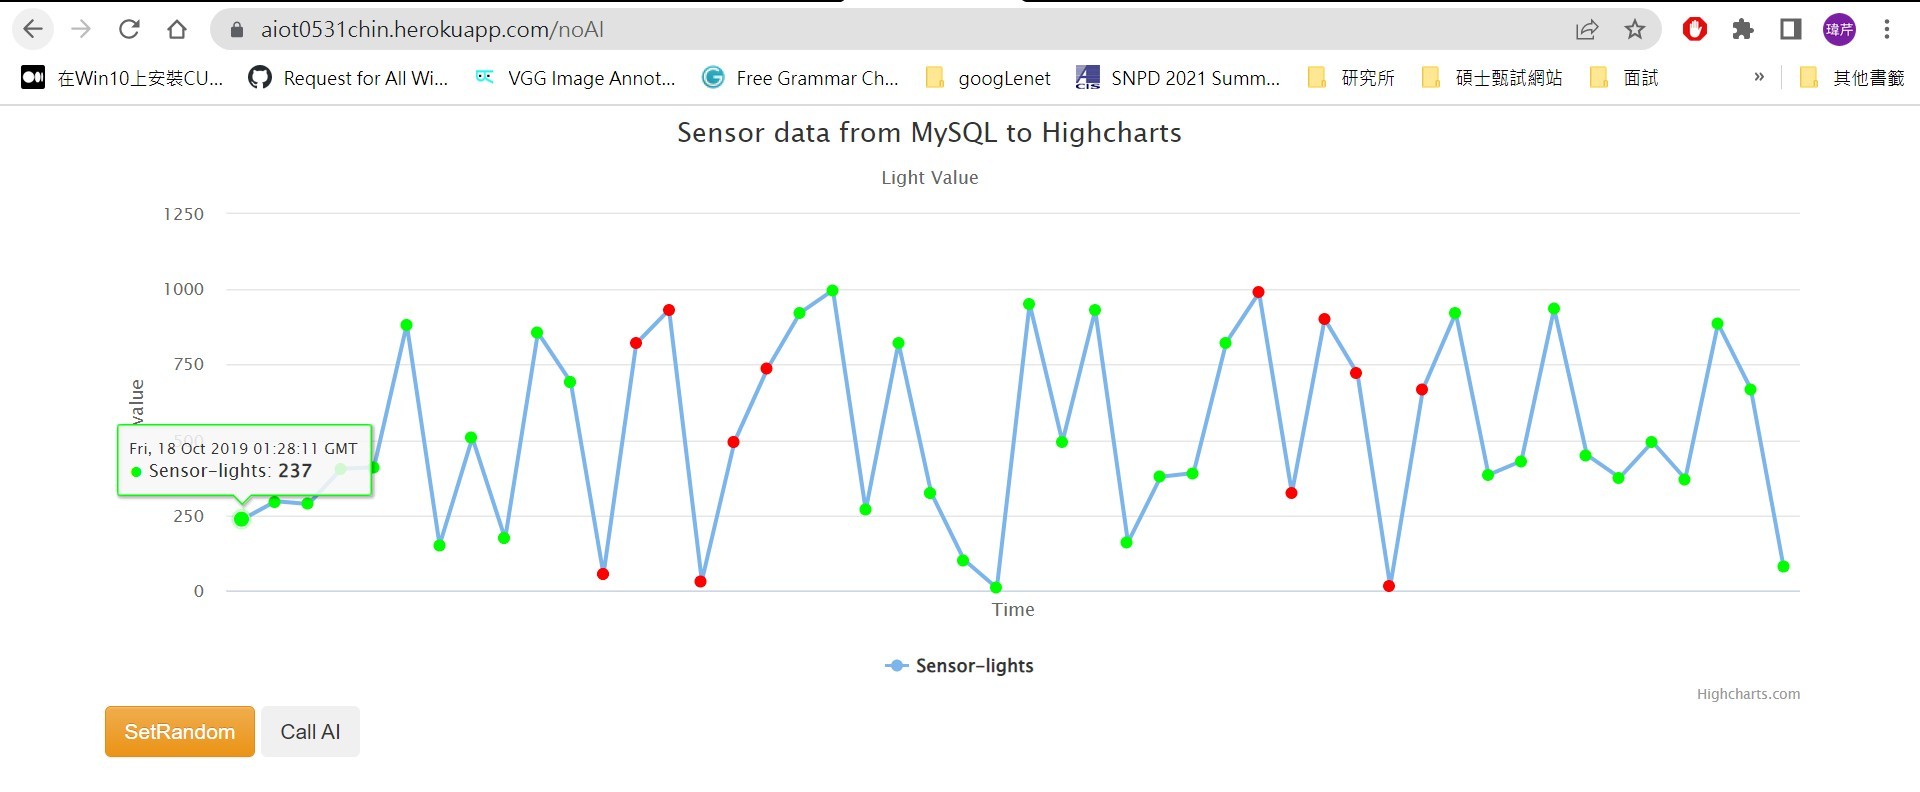 aiot0531chin.herokuapp.com/noAI
瑋芹
在Win10上安裝CU... Request for All Wi... VGG Image Annot... Free Grammar Ch... googLenet SNPD 2021 Summ... 研究所 碩士甄試網站 面試 » 其他書籤
Sensor data from MySQL to Highcharts
Light Value
1250
1000
750
500
250
0
value
Fri, 18 Oct 2019 01:28:11 GMT
Sensor-lights: 237
Time
Sensor-lights
Highcharts.com
SetRandom Call AI